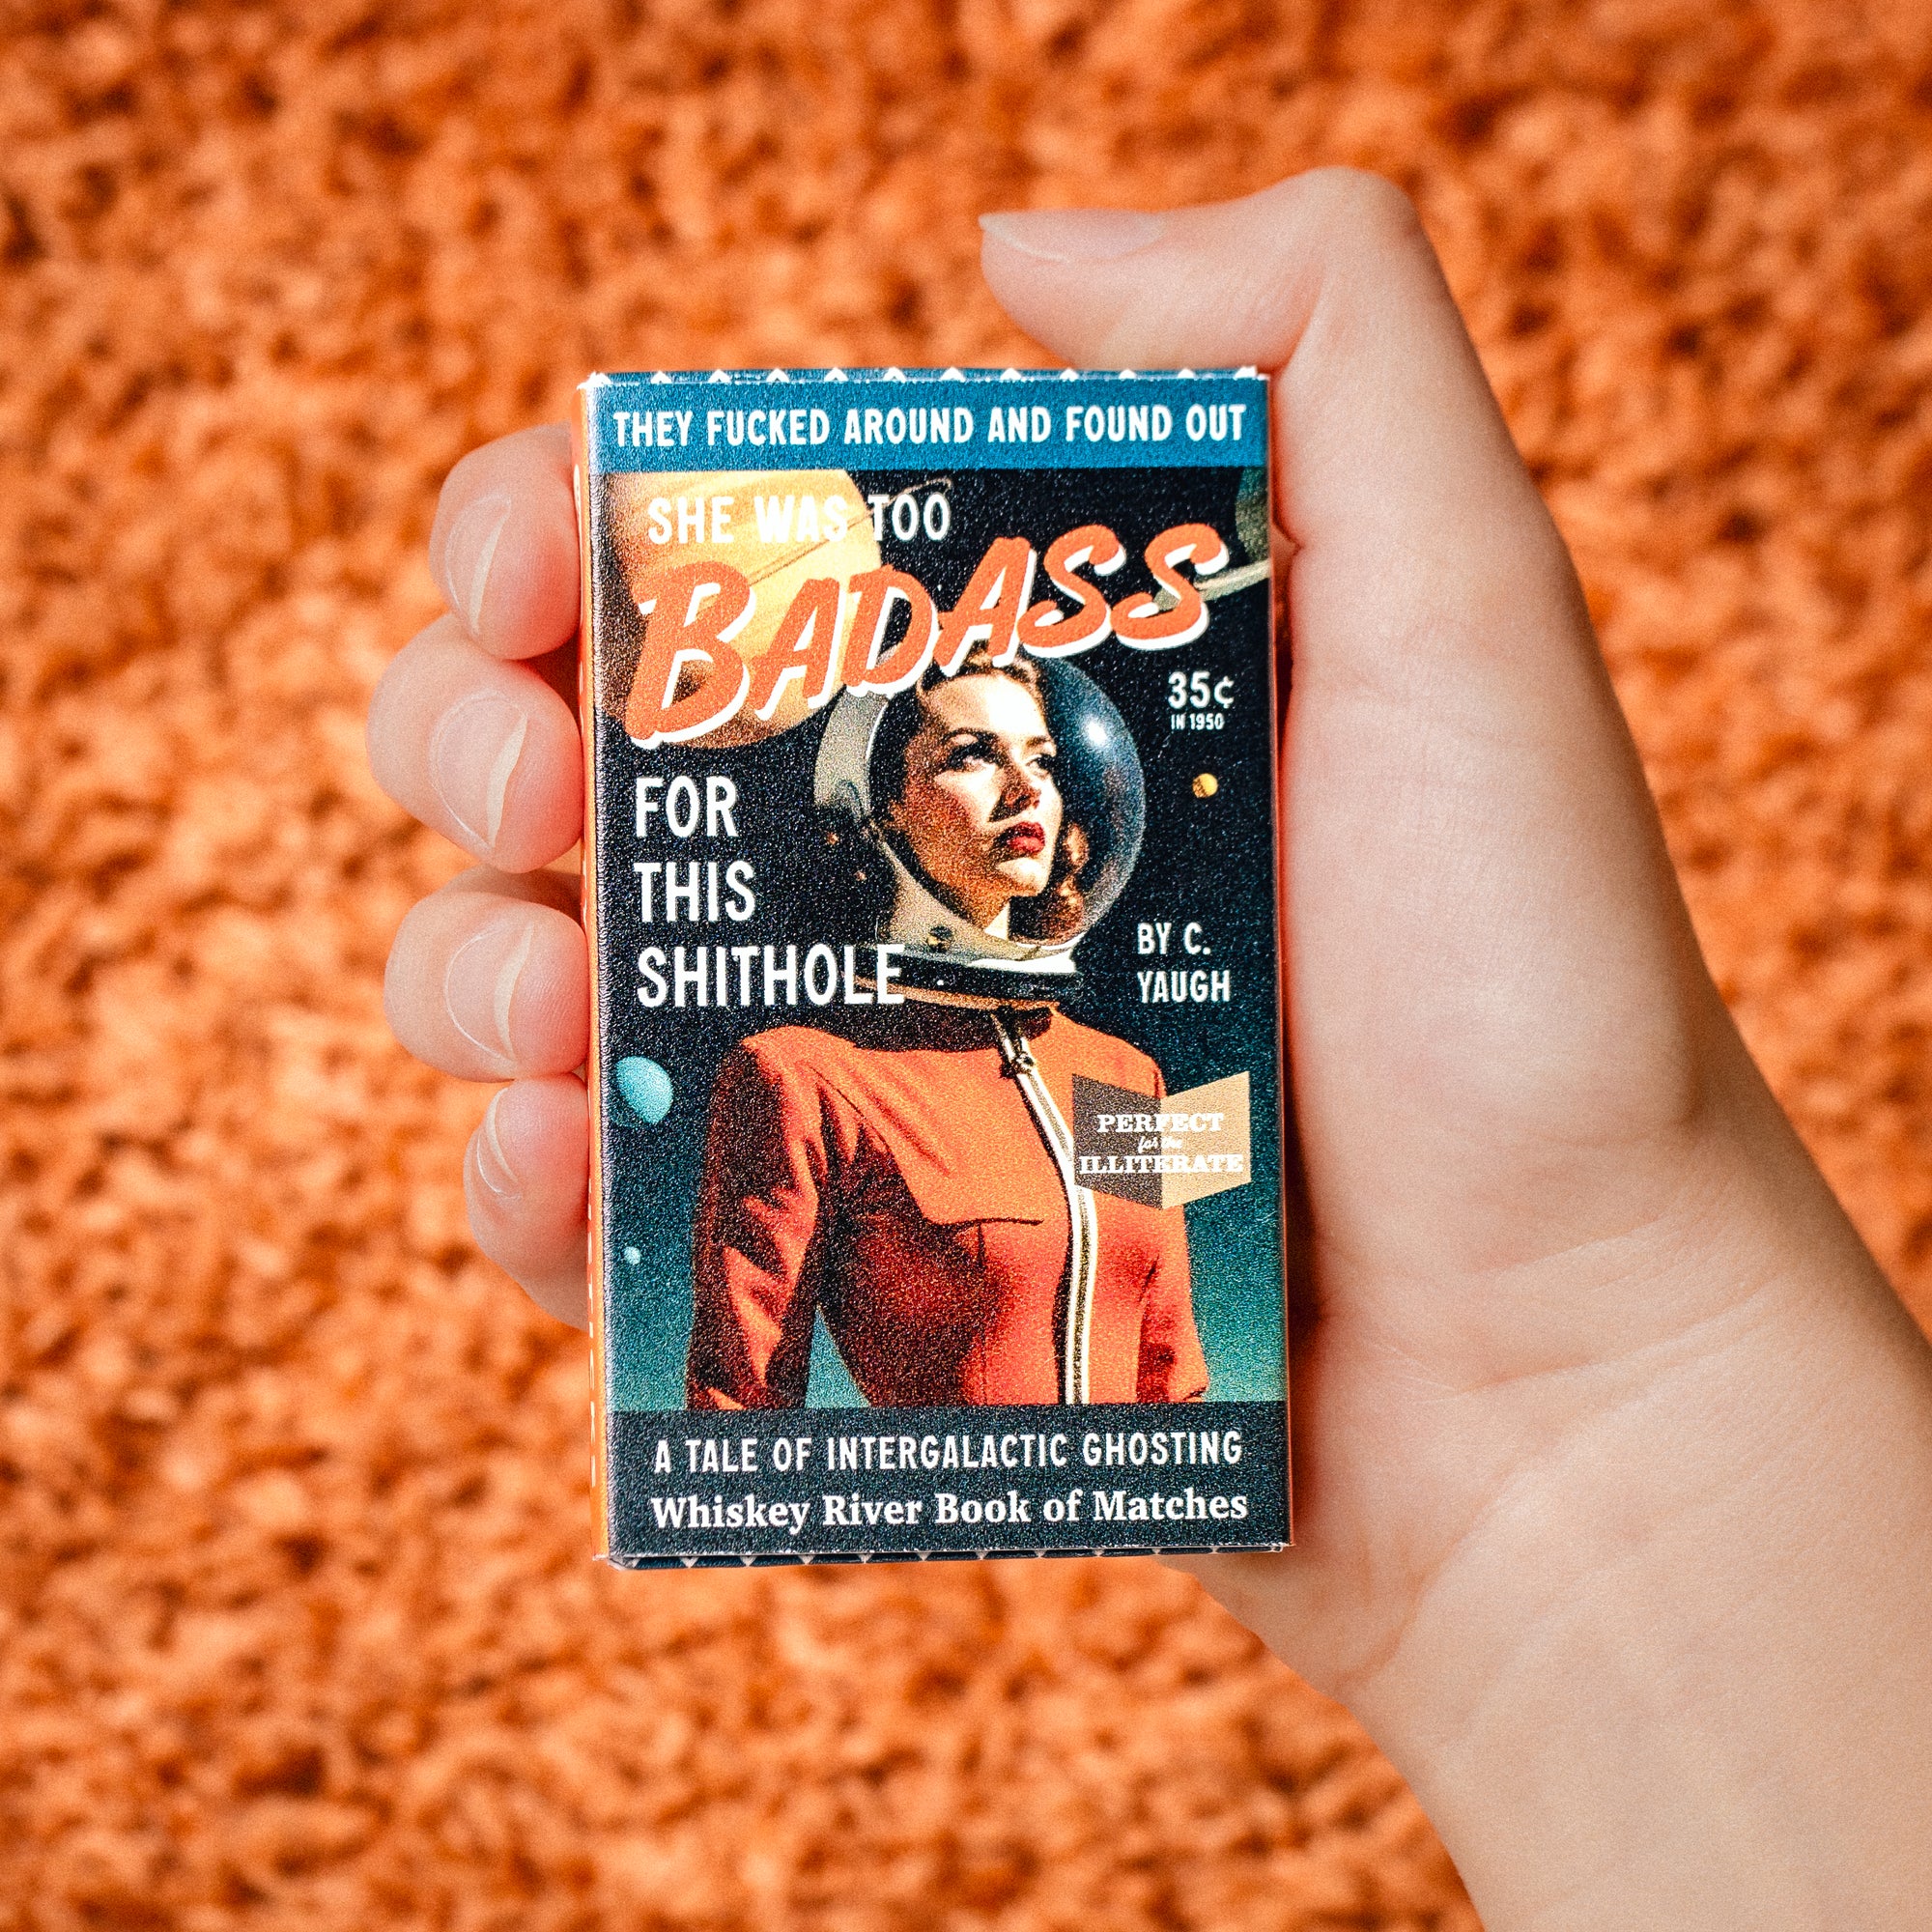 THEY FUCKED AROUND AND FOUND OUT
SHE WAS TOO
BADASS
35¢
IN 1950
FOR
THIS
SHITHOLE
BY C.
YAUGH
PERFECT
for the
ILLITERATE
A TALE OF INTERGALACTIC GHOSTING
Whiskey River Book of Matches